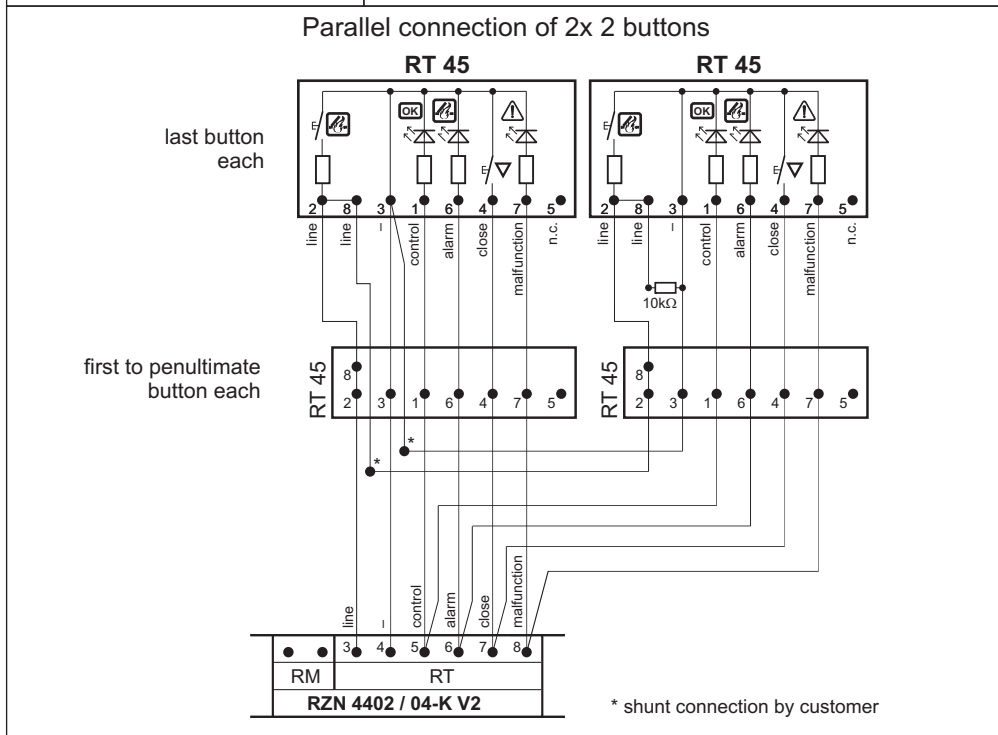 Parallel connection of 2x 2 buttons
RT 45 RT 45
OK OK
last button
each
2 8 3 1 6 4 7 5 2 8 3 1 6 4 7 5
line line – control alarm close malfunction n.c. line line – control alarm close malfunction n.c.
10kΩ
first to penultimate
button each
RT 45 8 RT 45 8
2 3 1 6 4 7 5 2 3 1 6 4 7 5
*
*
line – control alarm close malfunction
3 4 5 6 7 8
RM RT
RZN 4402 / 04-K V2
* shunt connection by customer